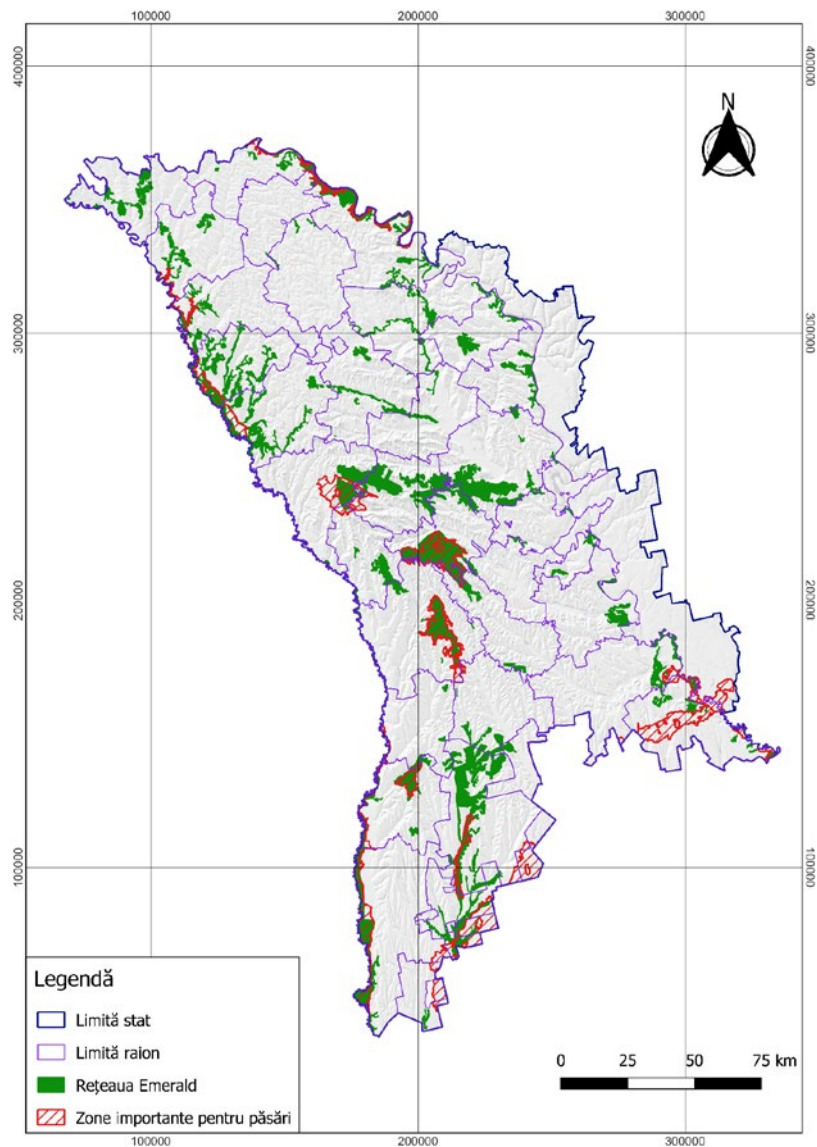 100000 200000 300000
400000 400000
N
300000 300000
200000 200000
100000 100000
Legendă
Limită stat
Limită raion
Rețeaua Emerald
Zone importante pentru păsări
0 25 50 75 km
100000 200000 300000